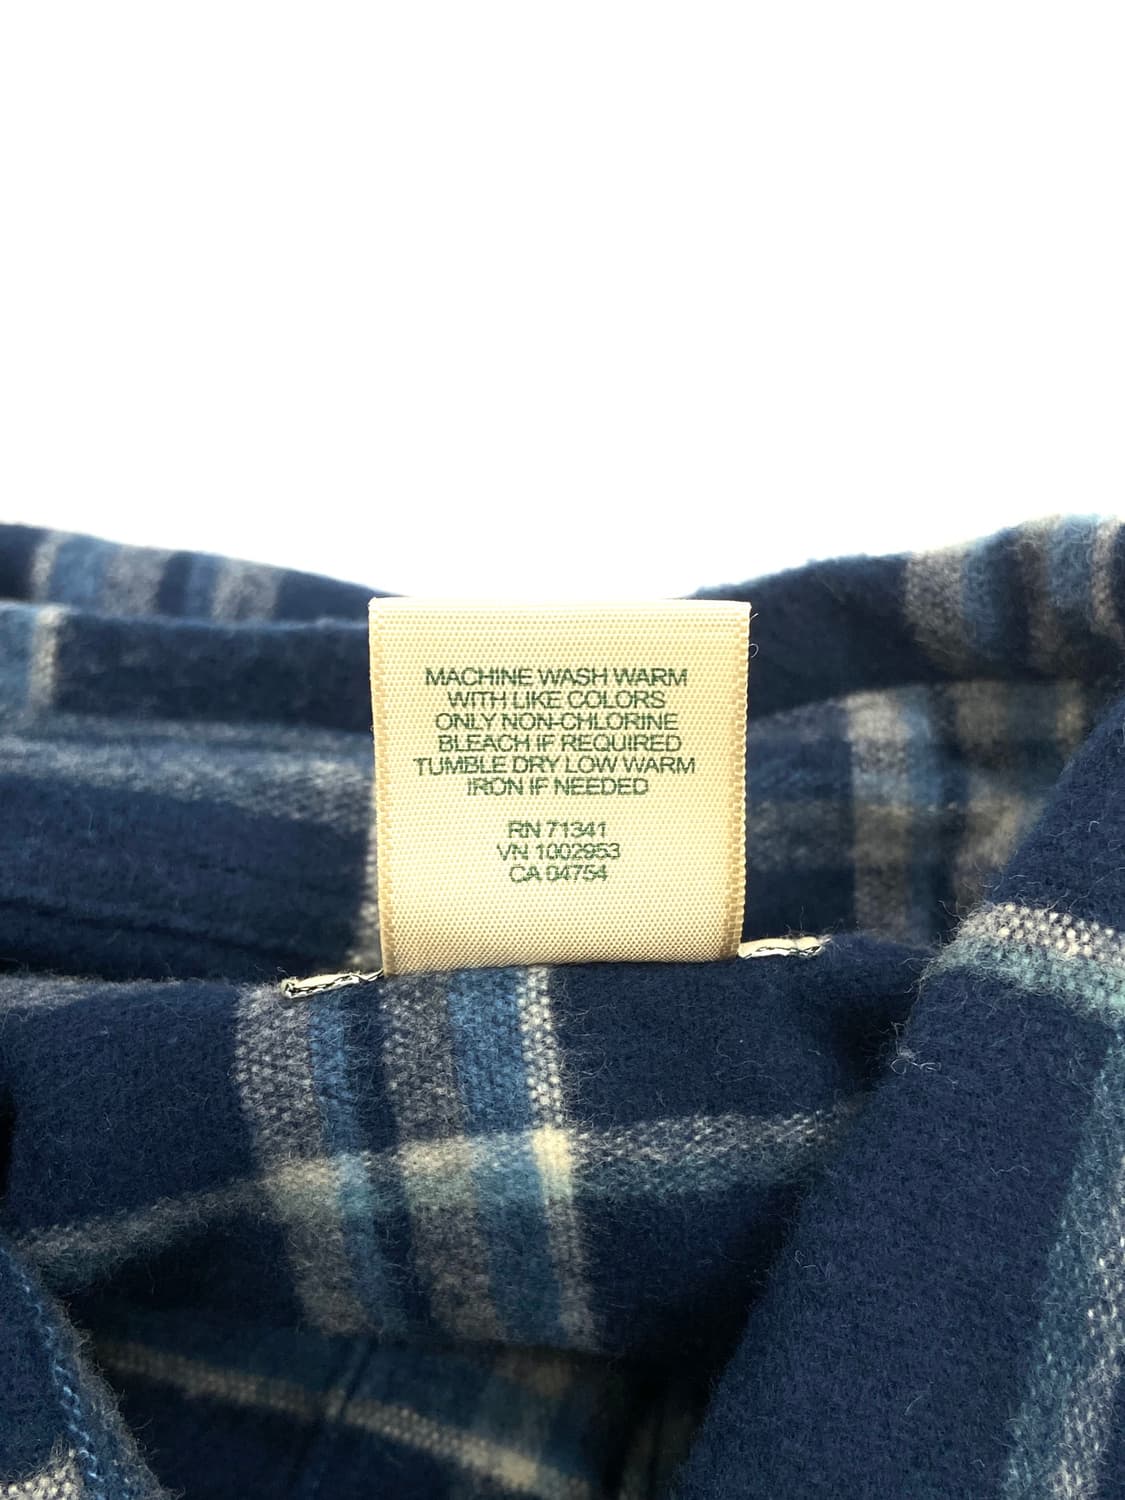 MACHINE WASH WARM
WITH LIKE COLORS
ONLY NON-CHLORINE
BLEACH IF REQUIRED
TUMBLE DRY LOW WARM
IRON IF NEEDED
RN 71341
VN 1002953
CA 04754